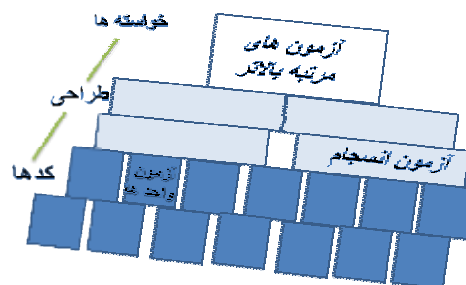 خواسته ها
آزمون های
مرتبه بالاتر
طراحی
آزمون انسجام
کدها
آزمون
واحد ها